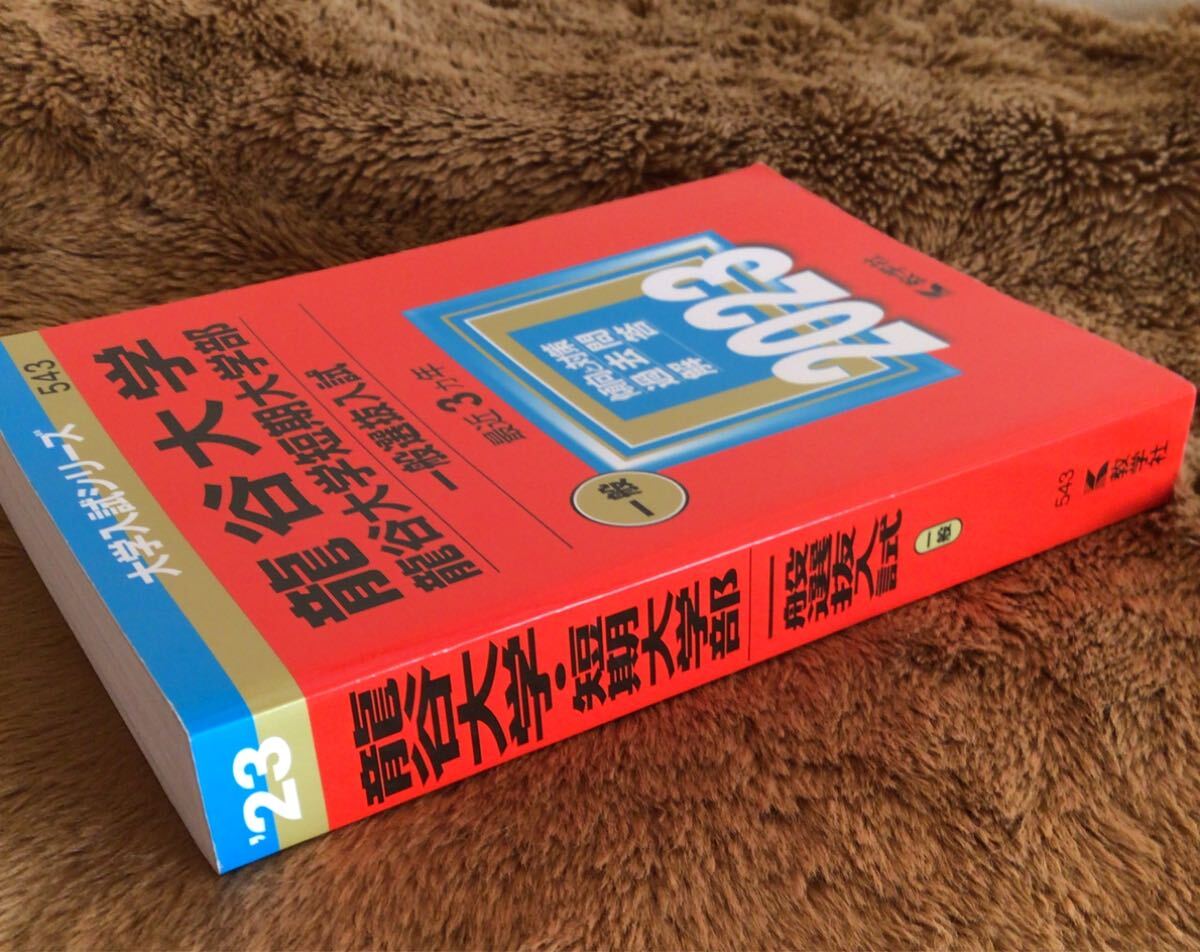 大学入試シリーズ
543
龍谷大学
龍谷大学短期大学部
一般選抜入試
最近3カ年
一般
2023
傾向と対策
過去問
解答
教学社
'23
龍谷大学・短期大学部
一般選抜入試
一般
543
教学社